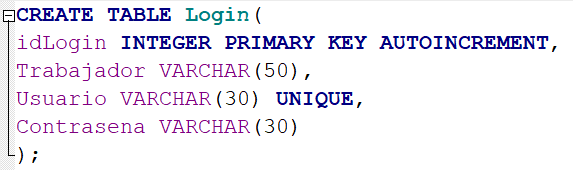 CREATE TABLE Login(
idLogin INTEGER PRIMARY KEY AUTOINCREMENT,
Trabajador VARCHAR(50),
Usuario VARCHAR(30) UNIQUE,
Contrasena VARCHAR(30)
);